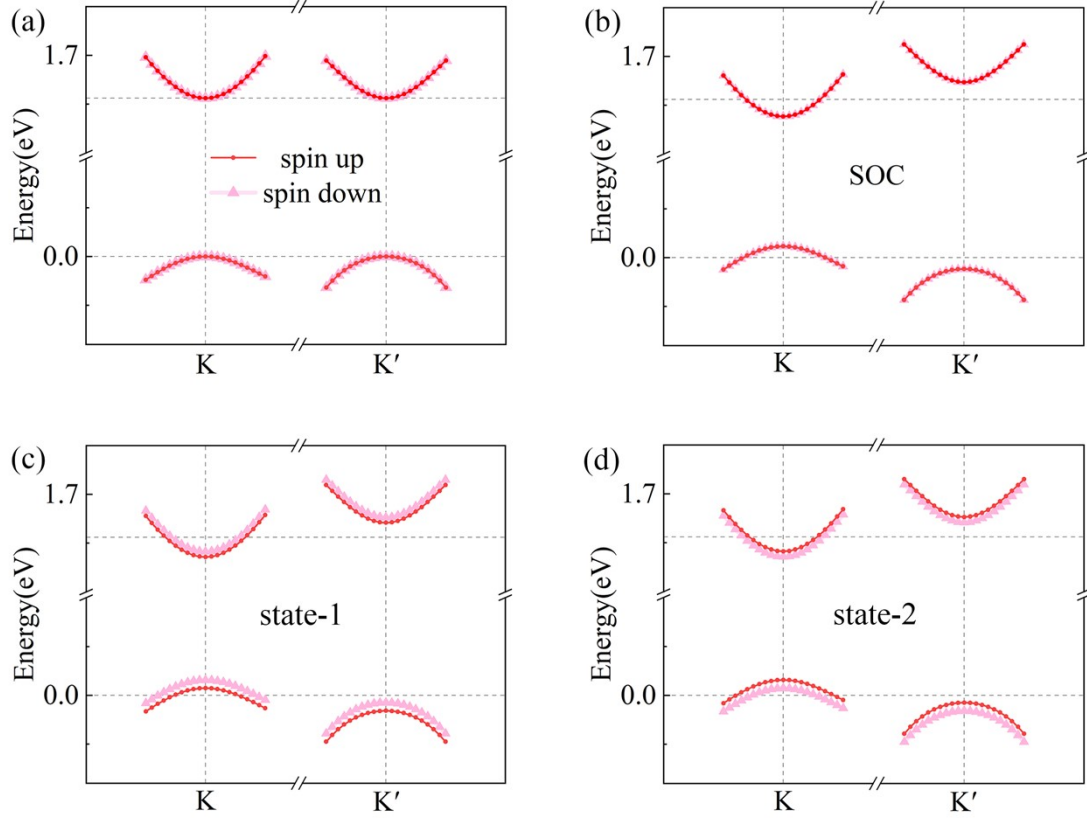 (a)
1.7
0.0
Energy(eV)
spin up
spin down
K
K′
(b)
1.7
0.0
Energy(eV)
SOC
K
K′
(c)
1.7
0.0
Energy(eV)
state-1
K
K′
(d)
1.7
0.0
Energy(eV)
state-2
K
K′